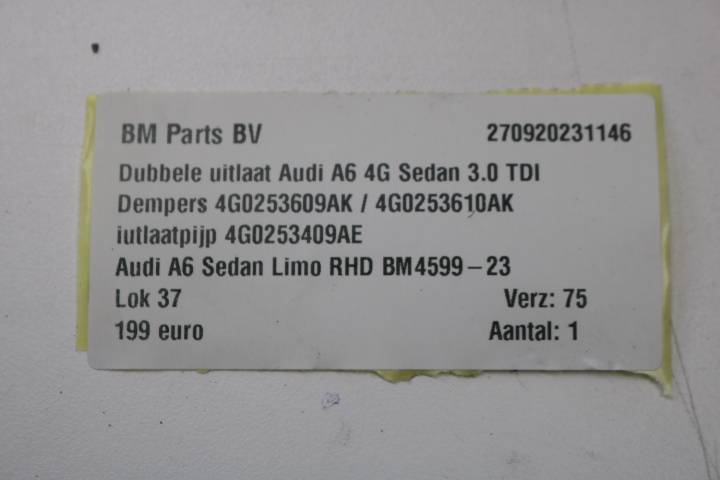 BM Parts BV 270920231146
Dubbele uitlaat Audi A6 4G Sedan 3.0 TDI
Dempers 4G0253609AK / 4G0253610AK
iutlaatpijp 4G0253409AE
Audi A6 Sedan Limo RHD BM4599-23
Lok 37 Verz: 75
199 euro Aantal: 1